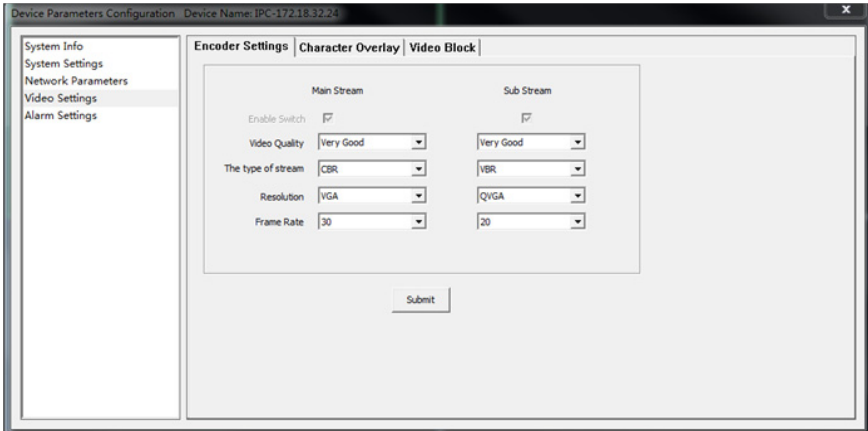 Device Parameters Configuration Device Name: IPC-172.18.32.24
x
System Info
System Settings
Network Parameters
Video Settings
Alarm Settings
Encoder Settings Character Overlay Video Block
Main Stream Sub Stream
Enable Switch
Video Quality Very Good Very Good
The type of stream CBR VBR
Resolution VGA QVGA
Frame Rate 30 20
Submit